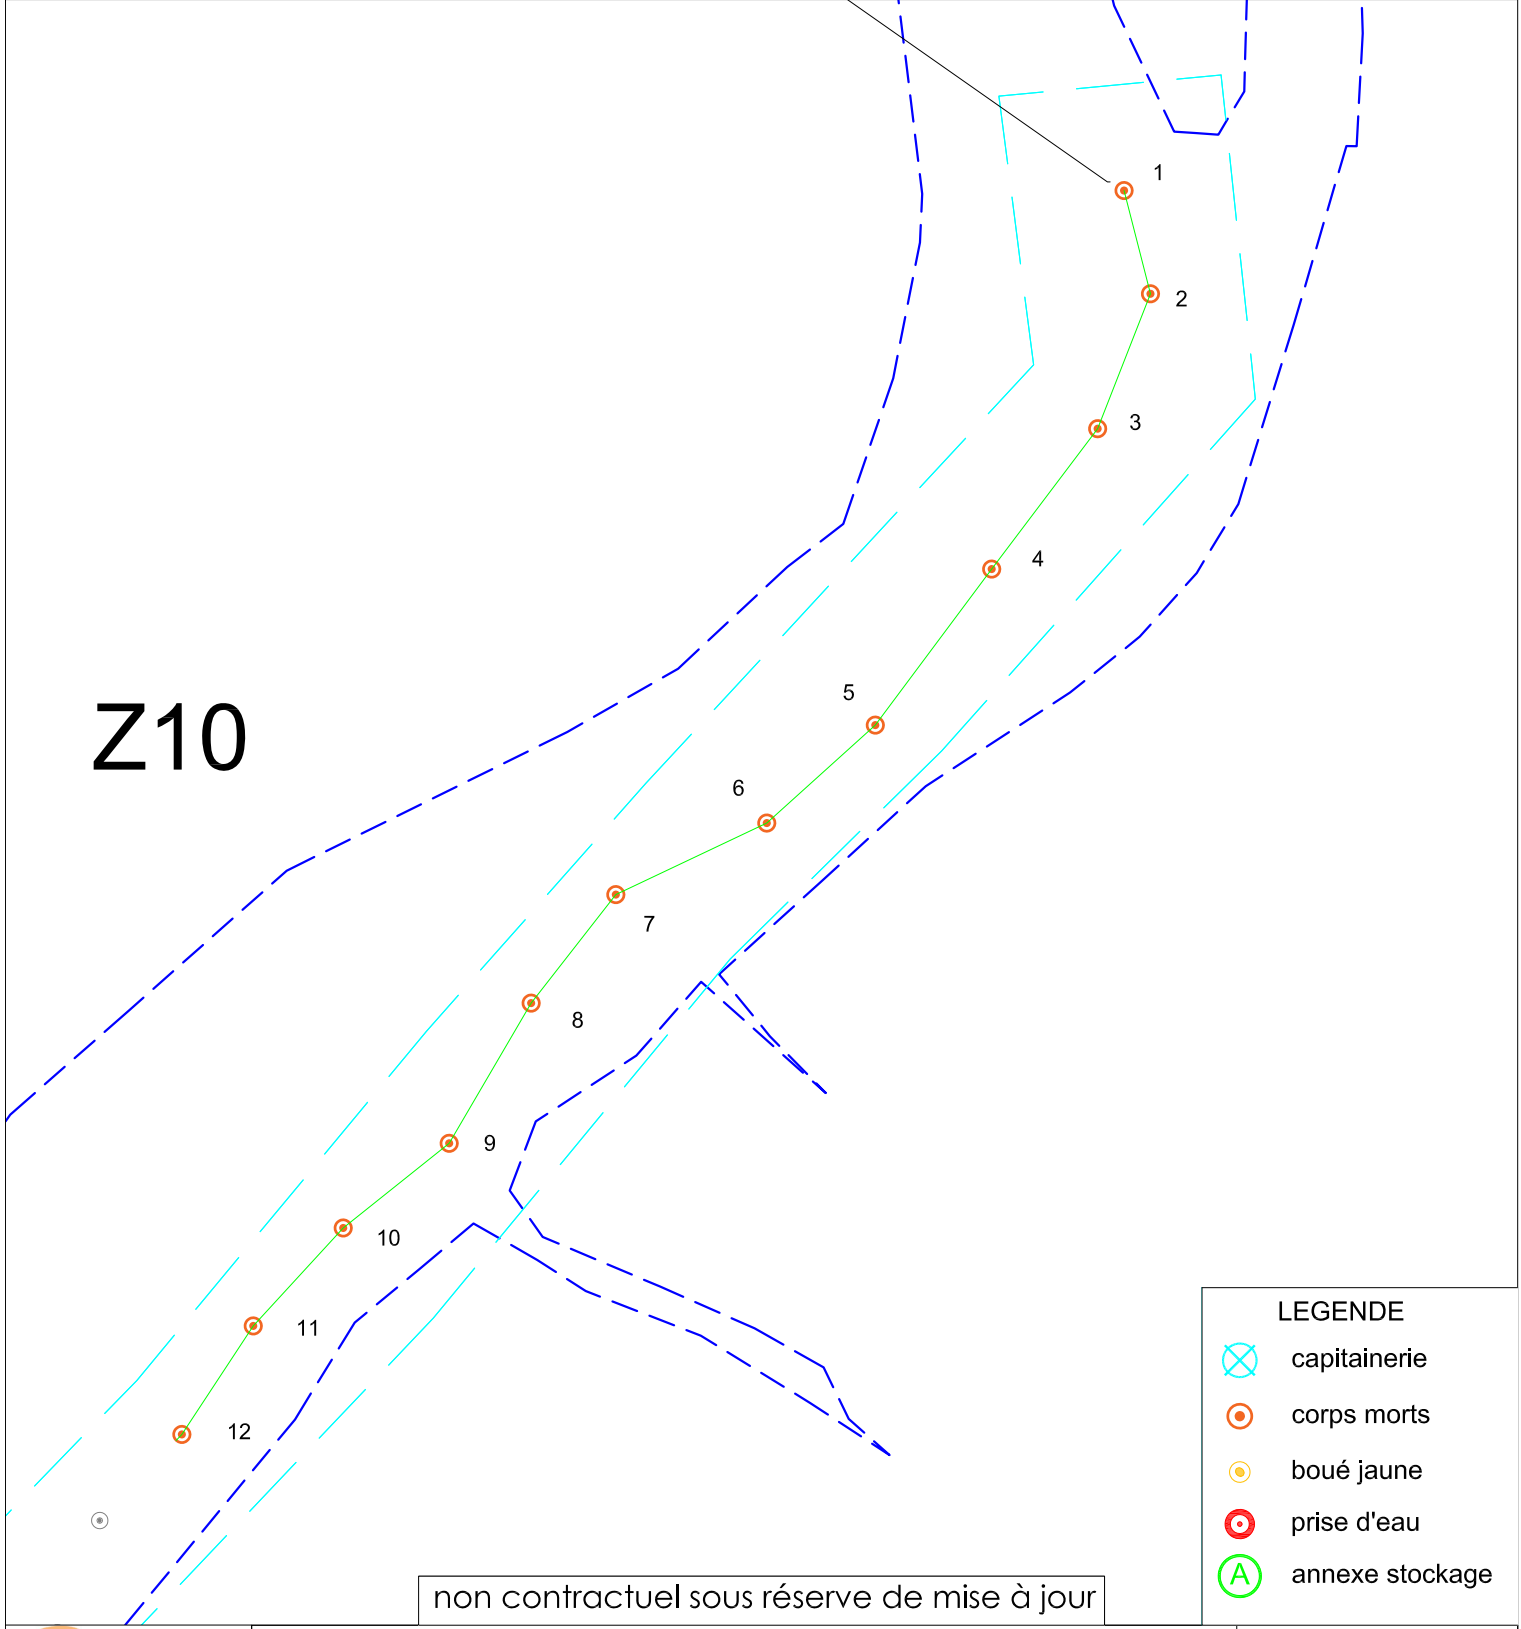 1
2
3
4
5
Z10
6
7
8
9
10
11
12
LEGENDE
capitainerie
corps morts
boué jaune
prise d'eau
A annexe stockage
non contractuel sous réserve de mise à jour